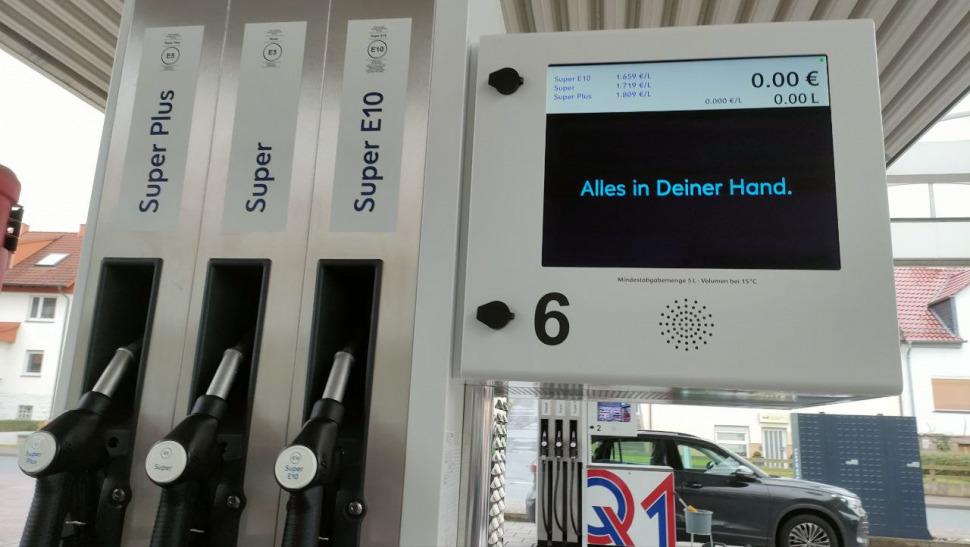 E5
Super Plus
E5
Super
E10
Super E10
Super E10 1.659 €/L
Super 1.719 €/L
Super Plus 1.809 €/L
0.00 €
0.000 €/L 0.00 L
Alles in Deiner Hand.
Mindestabgabemenge 5 L - Volumen bei 15°C
6
Super
Plus
Super
Super
E10
2
Q1